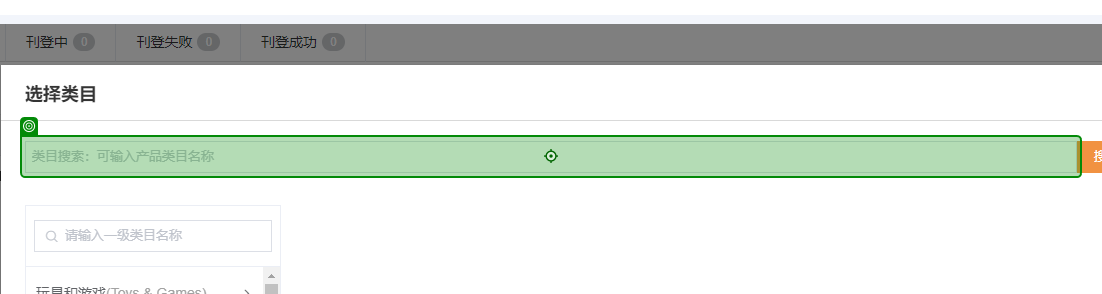 刊登中 0 刊登失败 0 刊登成功 0
选择类目
类目搜索：可输入产品类目名称
请输入一级类目名称
玩具和游戏(Toys & Games)